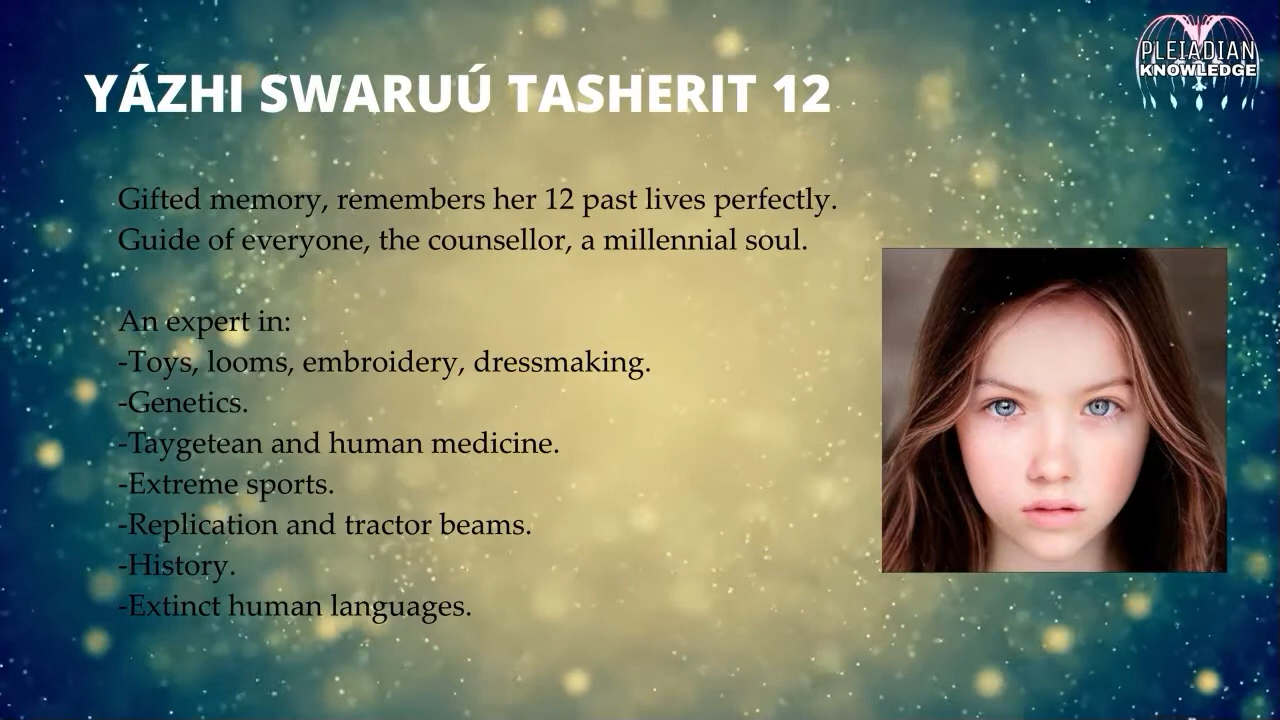 PLEIADIAN
KNOWLEDGE
YÁZHI SWARUÚ TASHERIT 12
Gifted memory, remembers her 12 past lives perfectly.
Guide of everyone, the counsellor, a millennial soul.
An expert in:
-Toys, looms, embroidery, dressmaking.
-Genetics.
-Taygetean and human medicine.
-Extreme sports.
-Replication and tractor beams.
-History.
-Extinct human languages.